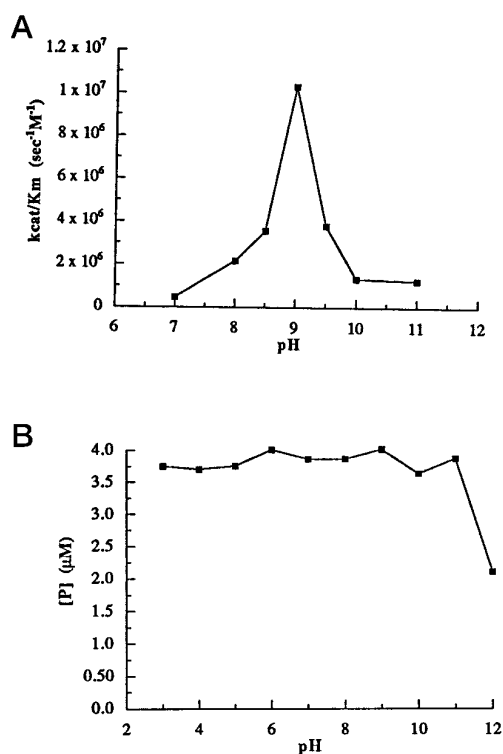 A
kcat/Km (sec⁻¹M⁻¹)
1.2 x 10⁷
1 x 10⁷
8 x 10⁶
6 x 10⁶
4 x 10⁶
2 x 10⁶
0
6 7 8 9 10 11 12
pH
B
[P] (µM)
4.0
3.5
3.0
2.5
2.0
1.5
1.0
0.50
0.0
2 4 6 8 10 12
pH